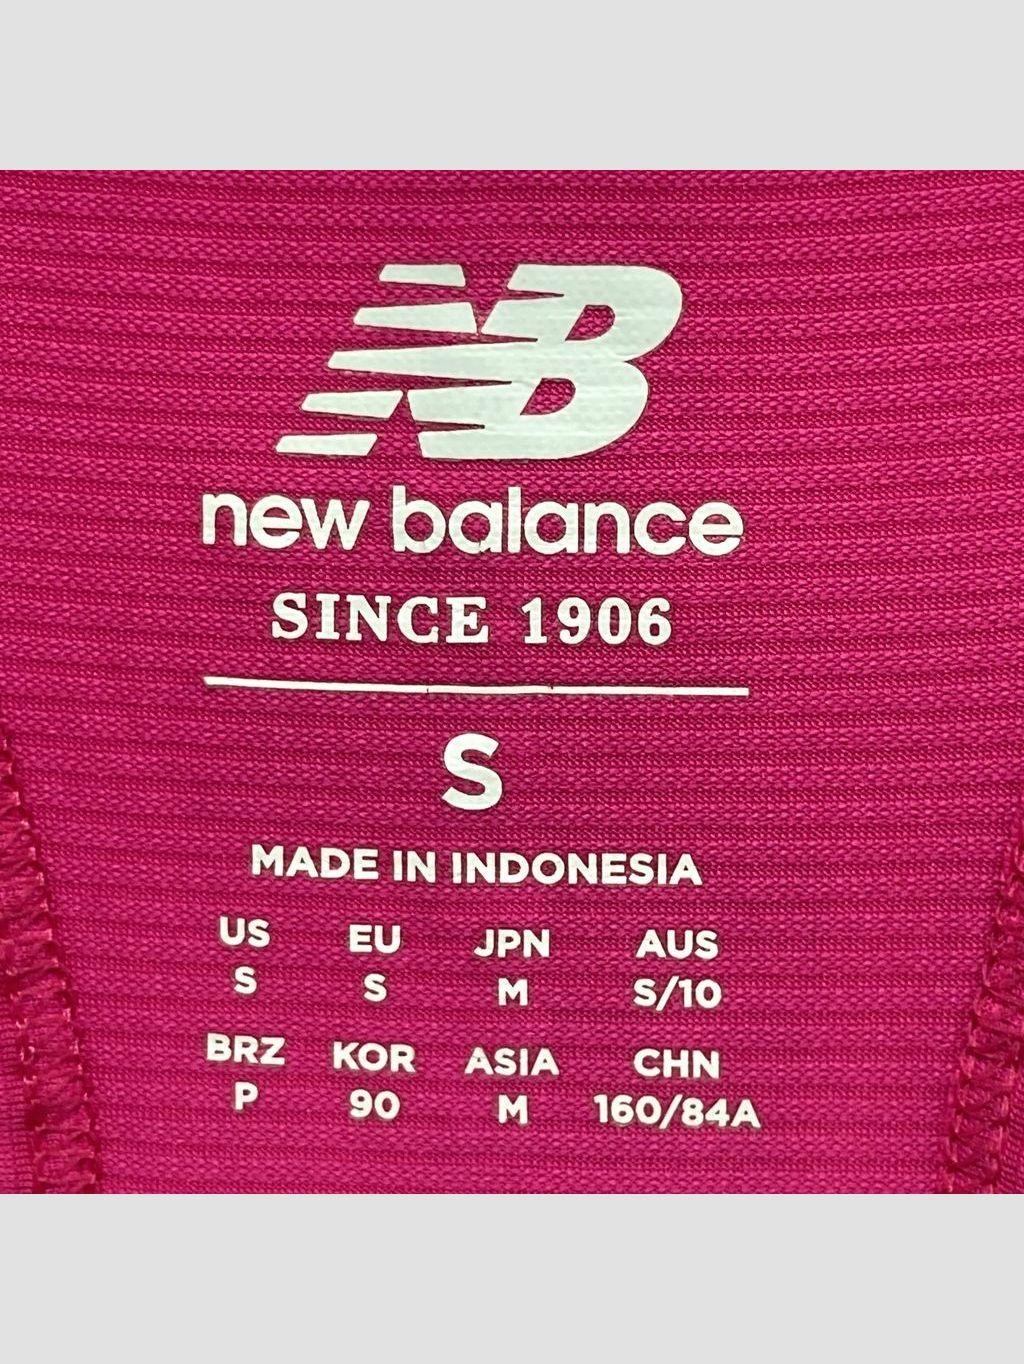 NB
new balance
SINCE 1906
S
MADE IN INDONESIA
US EU JPN AUS
S S M S/10
BRZ KOR ASIA CHN
P 90 M 160/84A